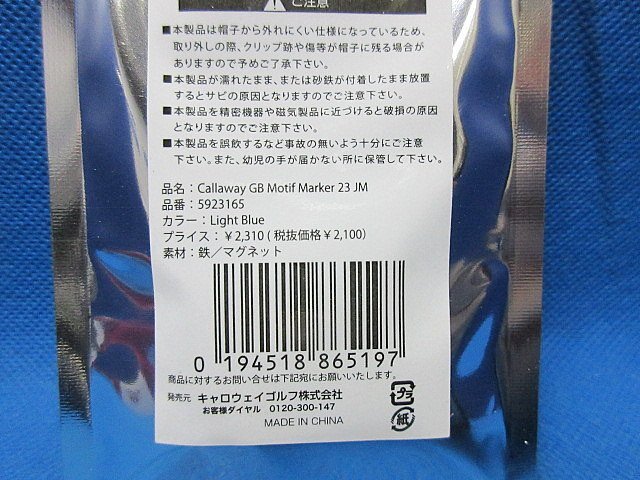 ご注意
■本製品は帽子から外れにくい仕様になっているため、
取り外しの際、クリップ跡や傷等が帽子に残る場合が
ありますので予めご了承下さい。
■本製品が濡れたまま、または砂鉄が付着したまま放置
するとサビの原因となりますのでご注意下さい。
■本製品を精密機器や磁気製品に近づけると破損の原因
となりますのでご注意下さい。
■本製品を誤飲するなど事故の無いよう十分にご注意
下さい。また、幼児の手が届かない所に保管して下さい。
品名：Callaway GB Motif Marker 23 JM
品番：5923165
カラー：Light Blue
プライス：￥2,310 ( 税抜価格￥2,100)
素材：鉄／マグネット
0 194518 865197
商品に対するお問い合せは下記宛にお願いいたします。
発売元 キャロウェイゴルフ株式会社
お客様ダイヤル 0120-300-147
MADE IN CHINA
プラ
紙